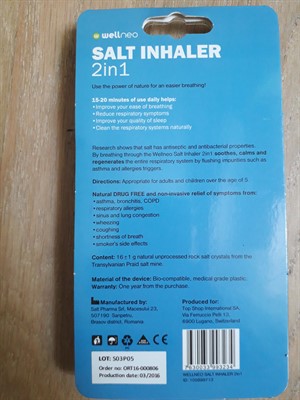 wellneo
SALT INHALER
2in1
Use the power of nature for an easier breathing!
15-20 minutes of use daily helps:
• Improve your ease of breathing
• Reduce respiratory symptoms
• Improve your quality of sleep
• Clean the respiratory systems naturally
Research shows that salt has antiseptic and antibacterial properties.
By breathing through the Wellneo Salt Inhaler 2in1 soothes, calms and
regenerates the entire respiratory system by flushing impurities such as
asthma and allergies triggers.
Directions: Appropriate for adults and children over the age of 5
Natural DRUG FREE and non-invasive relief of symptoms from:
• asthma, bronchitis, COPD
• respiratory allergies
• sinus and lung congestion
• wheezing
• coughing
• shortness of breath
• smoker's side effects
Content: 16±1 g natural unprocessed rock salt crystals from the
Transylvanian Praid salt mine.
Material of the device: Bio-compatible, medical grade plastic.
Warranty: One year from the purchase.
Manufactured by:
Salt Pharma Srl,
507190, Sanpetru,
Brasov district, Romania
Produced for:
Top Shop International SA,
Via Ferruccio Pelli 13,
6900 Lugano, Switzerland
LOT: S03P05
Order no: ORT16-000806
Production date: 03/2016
WELLNEO SALT INHALER 2IN1